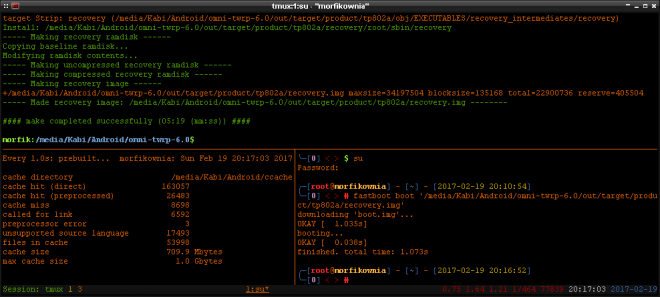 tmux1:su - "morfikownia"
target Strip: recovery (/media/Kabi/Android/omni-twrp-6.0/out/target/product/tp802a/obj/EXECUTABLES/recovery_intermediates/recovery)
Install: /media/Kabi/Android/omni-twrp-6.0/out/target/product/tp802a/recovery/root/sbin/recovery
----- Making recovery ramdisk ------
Copying baseline ramdisk...
Modifying ramdisk contents...
----- Making uncompressed recovery ramdisk ------
----- Making compressed recovery ramdisk ------
----- Making recovery image ------
+/media/Kabi/Android/omni-twrp-6.0/out/target/product/tp802a/recovery.img maxsize=34197504 blocksize=135168 total=22900736 reserve=405504
----- Made recovery image: /media/Kabi/Android/omni-twrp-6.0/out/target/product/tp802a/recovery.img --------
#### make completed successfully (05:19 (mm:ss)) ####
morfik:/media/Kabi/Android/omni-twrp-6.0$
Every 1.0s: prebuilt... morfikownia: Sun Feb 19 20:17:03 2017
cache directory /media/Kabi/Android/ccache
cache hit (direct) 163057
cache hit (preprocessed) 26483
cache miss 8698
called for link 6592
preprocessor error 3
unsupported source language 17493
files in cache 53998
cache size 709.9 Mbytes
max cache size 1.0 Gbytes
[0] <.> $ su
Password:
[root@morfikownia] - [~] - [2017-02-19 20:10:54]
[0] <.> # fastboot boot '/media/Kabi/Android/omni-twrp-6.0/out/target/produ
ct/tp802a/recovery.img'
downloading 'boot.img'...
OKAY [ 1.035s]
booting...
OKAY [ 0.038s]
finished. total time: 1.073s
[root@morfikownia] - [~] - [2017-02-19 20:16:52]
[0] <.> #
Session: tmux 1 3 1:su* 20:17:03 2017-02-19